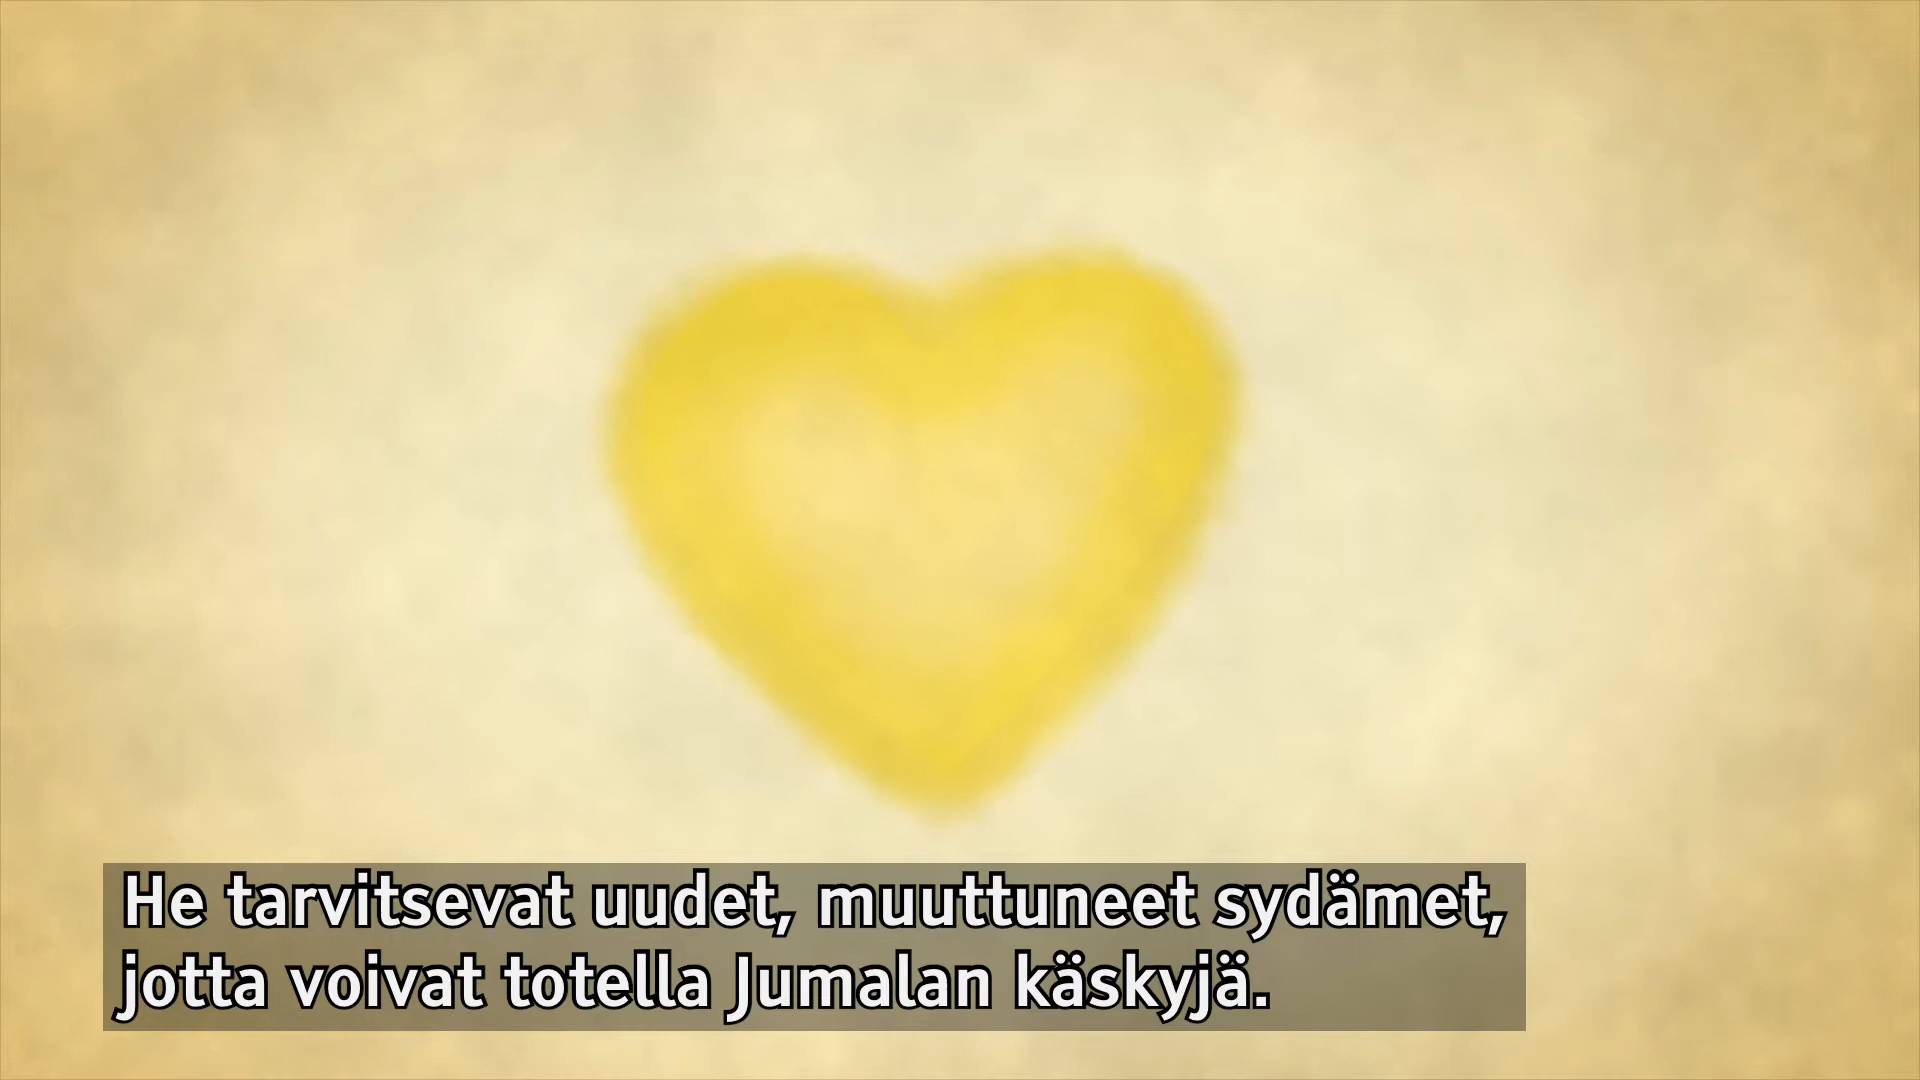 He tarvitsevat uudet, muuttuneet sydämet,
jotta voivat totella Jumalan käskyjä.